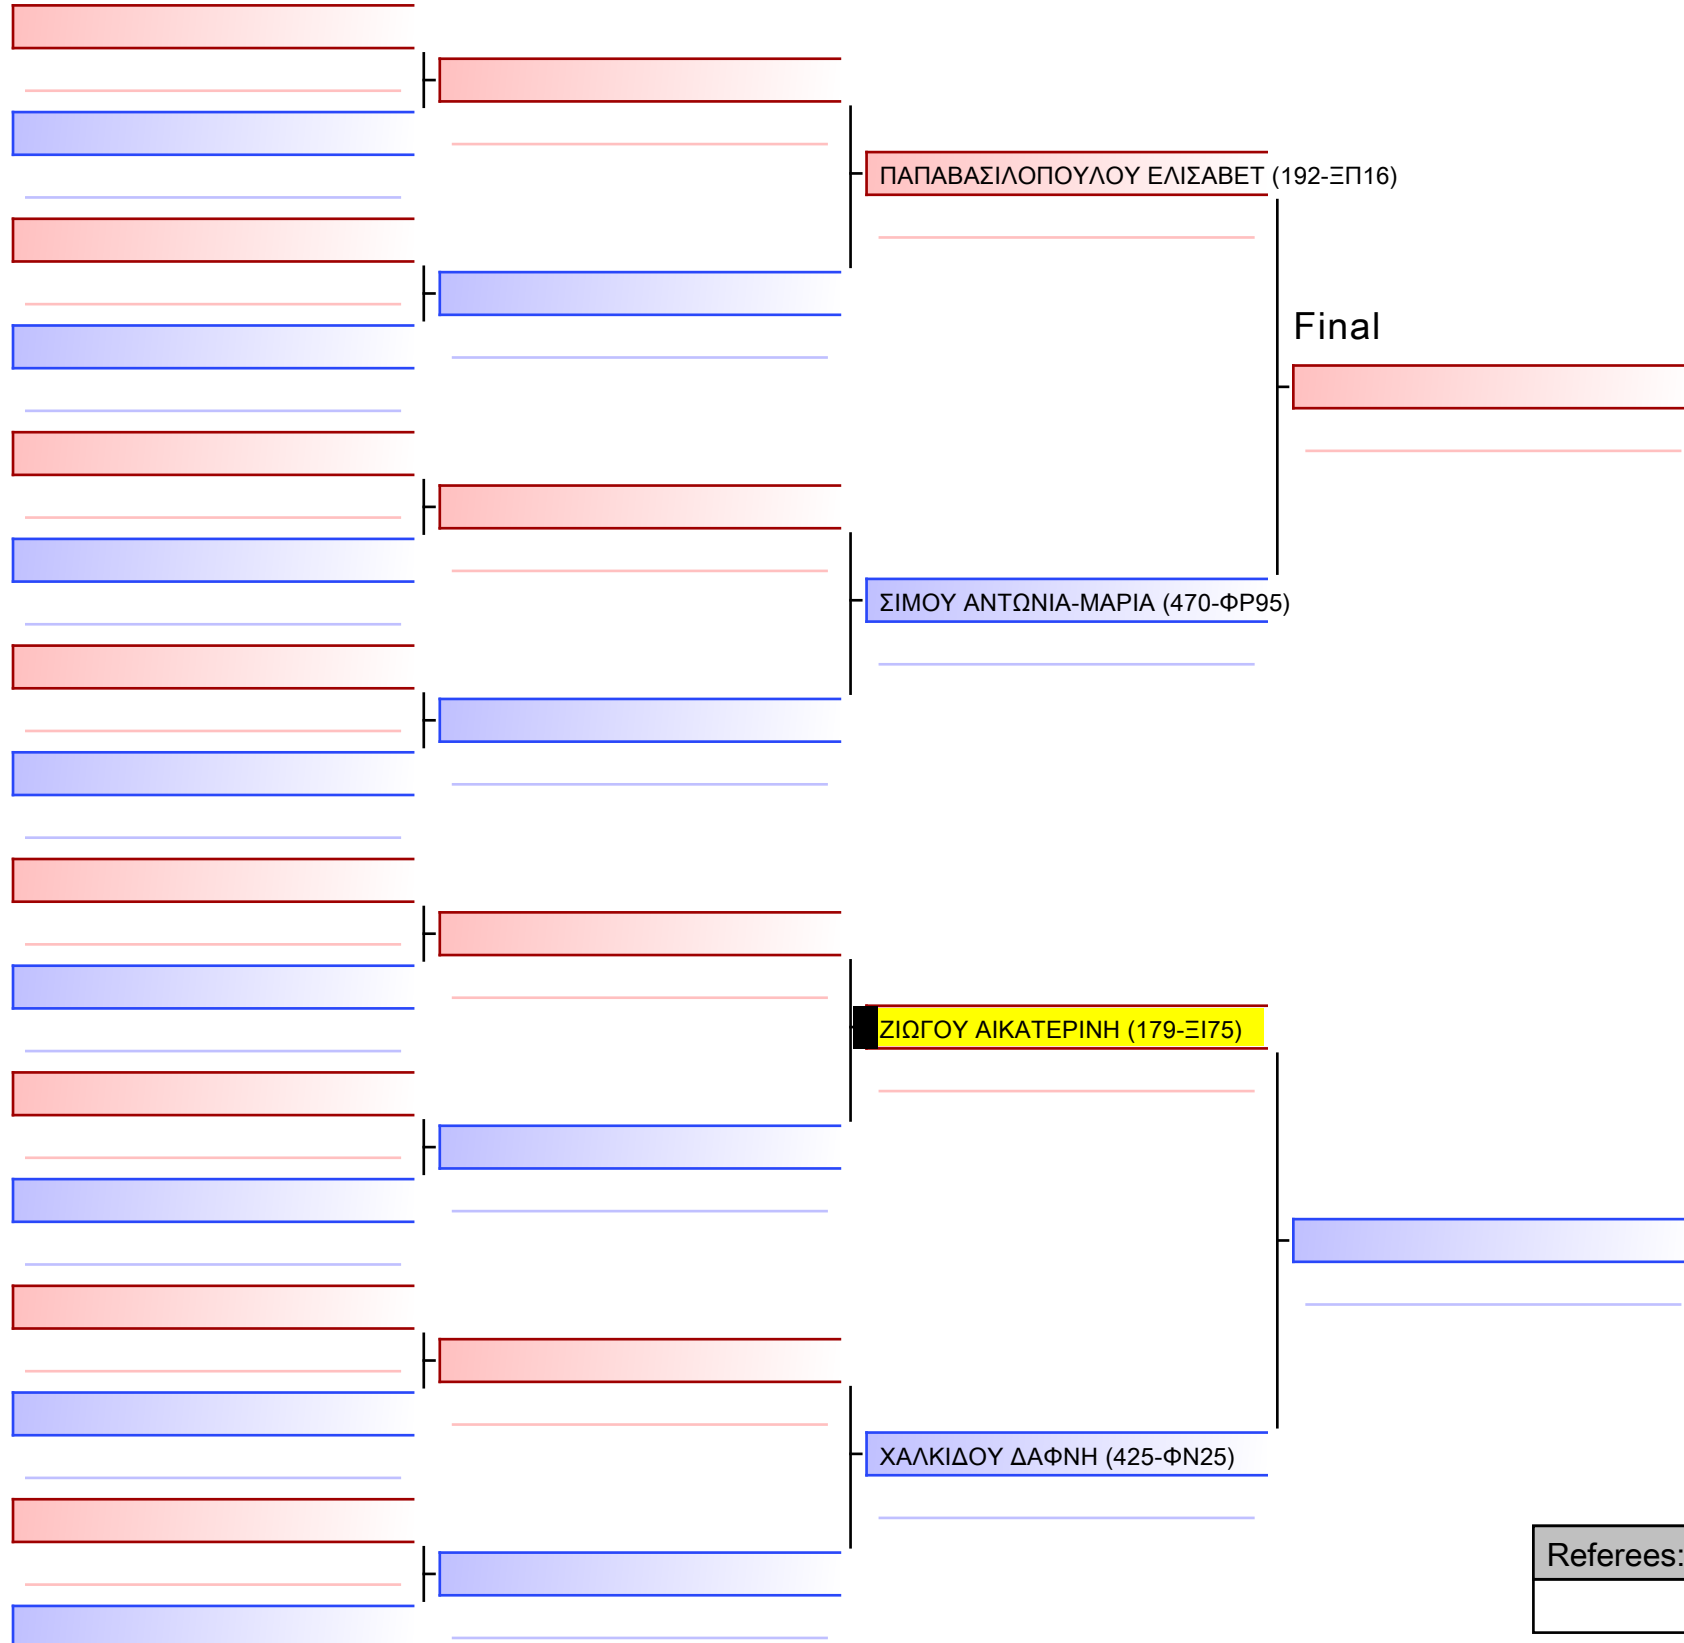 ΠΑΠΑΒΑΣΙΛΟΠΟΥΛΟΥ ΕΛΙΣΑΒΕΤ (192-ΞΠ16)
Final
ΣΙΜΟΥ ΑΝΤΩΝΙΑ-ΜΑΡΙΑ (470-ΦΡ95)
ΖΙΩΓΟΥ ΑΙΚΑΤΕΡΙΝΗ (179-ΞΙ75)
ΧΑΛΚΙΔΟΥ ΔΑΦΝΗ (425-ΦΝ25)
Referees: